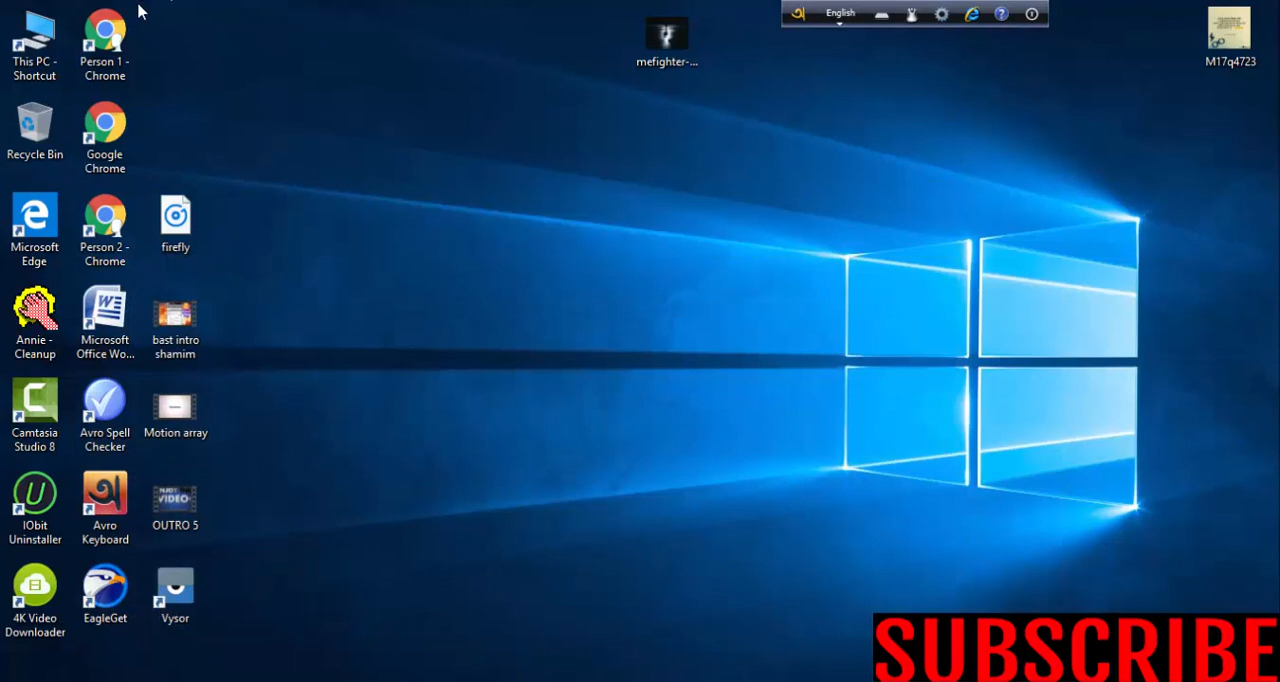 English
This PC -
Shortcut
Person 1 -
Chrome
mefighter-...
M17q4723
Recycle Bin
Google
Chrome
Microsoft
Edge
Person 2 -
Chrome
firefly
Annie -
Cleanup
Microsoft
Office Wo...
bast intro
shamim
Camtasia
Studio 8
Avro Spell
Checker
Motion array
IObit
Uninstaller
Avro
Keyboard
VIDEO
OUTRO 5
4K Video
Downloader
EagleGet
Vysor
SUBSCRIBE